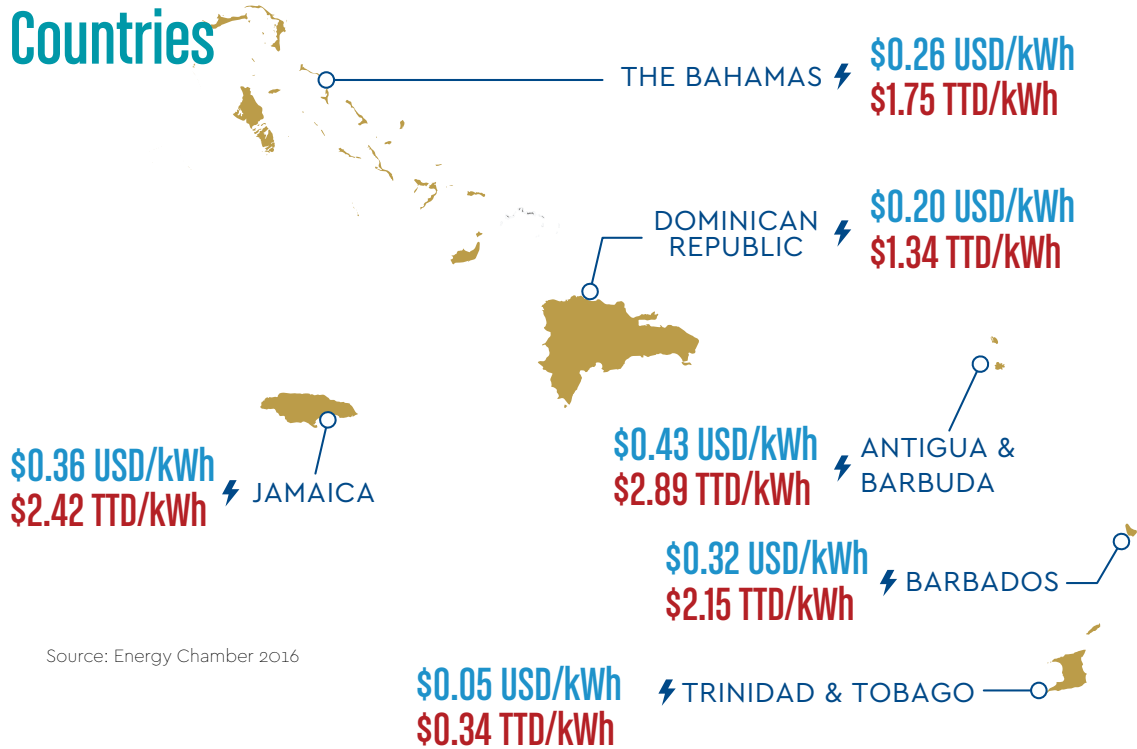 Countries
THE BAHAMAS
$0.26 USD/kWh
$1.75 TTD/kWh
DOMINICAN
REPUBLIC
$0.20 USD/kWh
$1.34 TTD/kWh
$0.36 USD/kWh
$2.42 TTD/kWh
JAMAICA
$0.43 USD/kWh
$2.89 TTD/kWh
ANTIGUA &
BARBUDA
$0.32 USD/kWh
$2.15 TTD/kWh
BARBADOS
Source: Energy Chamber 2016
$0.05 USD/kWh
$0.34 TTD/kWh
TRINIDAD & TOBAGO